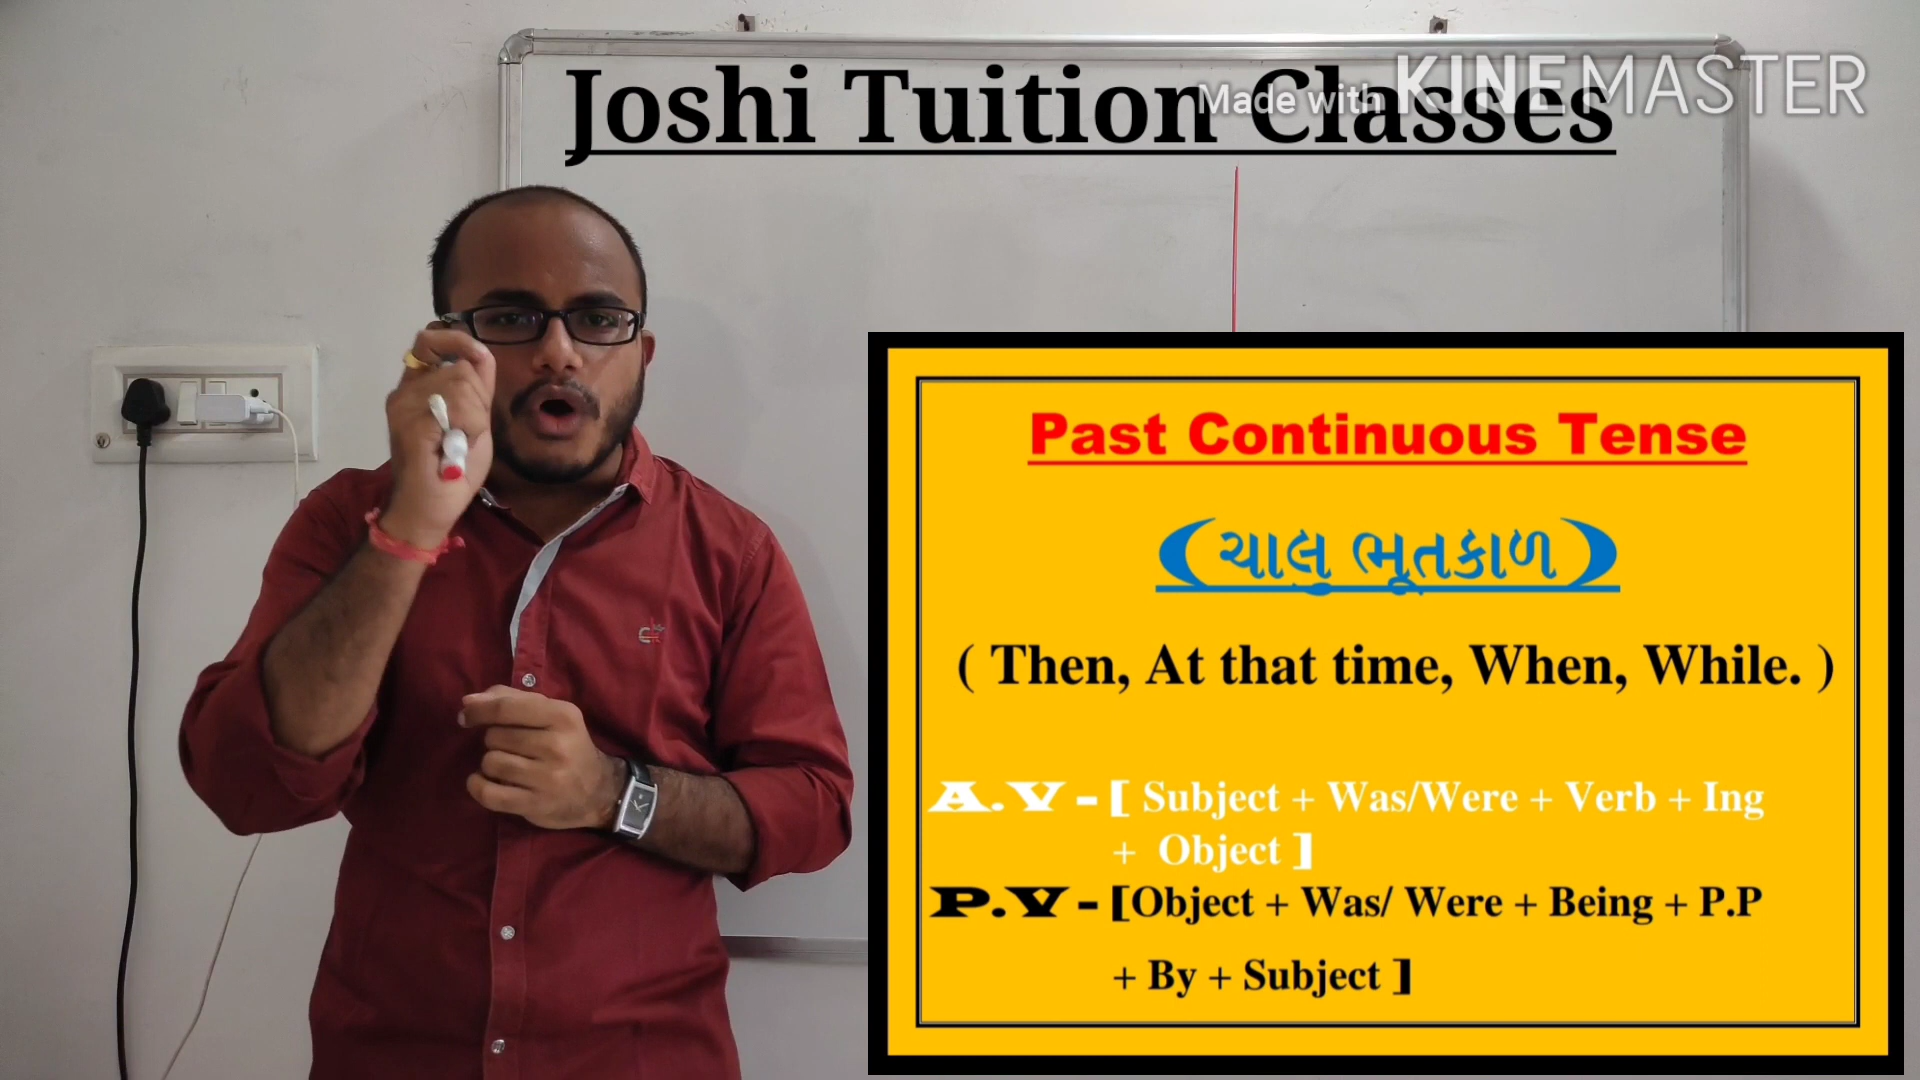 Joshi Tuition Classes
Made with KINEMASTER
Past Continuous Tense
(ચાલુ ભૂતકાળ)
( Then, At that time, When, While. )
A.V - [ Subject + Was/Were + Verb + Ing
+ Object ]
P.V - [Object + Was/ Were + Being + P.P
+ By + Subject ]